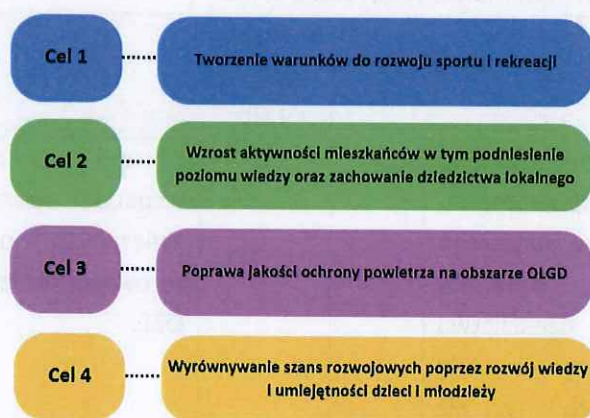 Cel 1
Tworzenie warunków do rozwoju sportu i rekreacji
Cel 2
Wzrost aktywności mieszkańców w tym podniesienie
poziomu wiedzy oraz zachowanie dziedzictwa lokalnego
Cel 3
Poprawa jakości ochrony powietrza na obszarze OLGD
Cel 4
Wyrównywanie szans rozwojowych poprzez rozwój wiedzy
i umiejętności dzieci i młodzieży